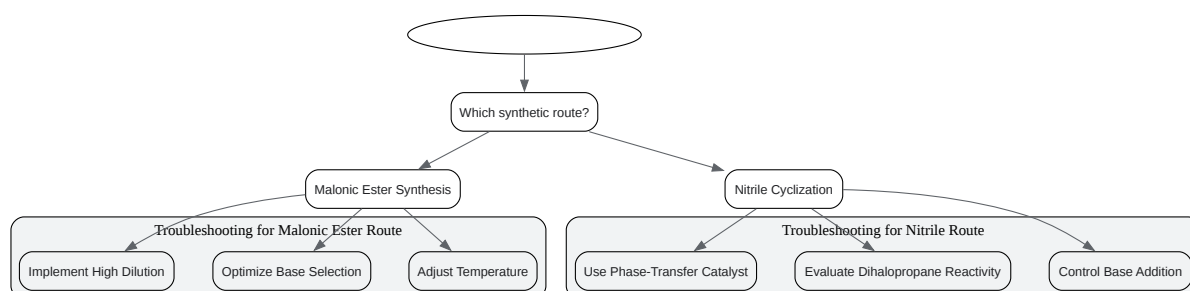 Which synthetic route?
Malonic Ester Synthesis
Nitrile Cyclization
Troubleshooting for Malonic Ester Route
Troubleshooting for Nitrile Route
Implement High Dilution
Optimize Base Selection
Adjust Temperature
Use Phase-Transfer Catalyst
Evaluate Dihalopropane Reactivity
Control Base Addition